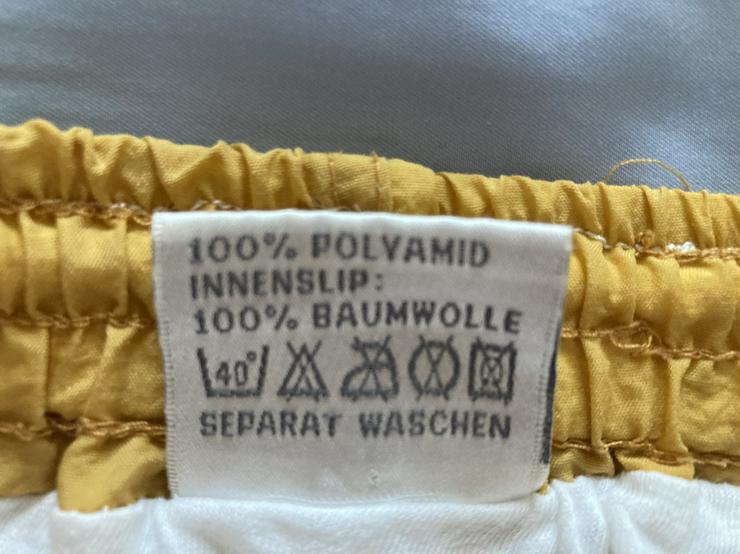 100% POLYAMID
INNENSLIP:
100% BAUMWOLLE
40°
SEPARAT WASCHEN